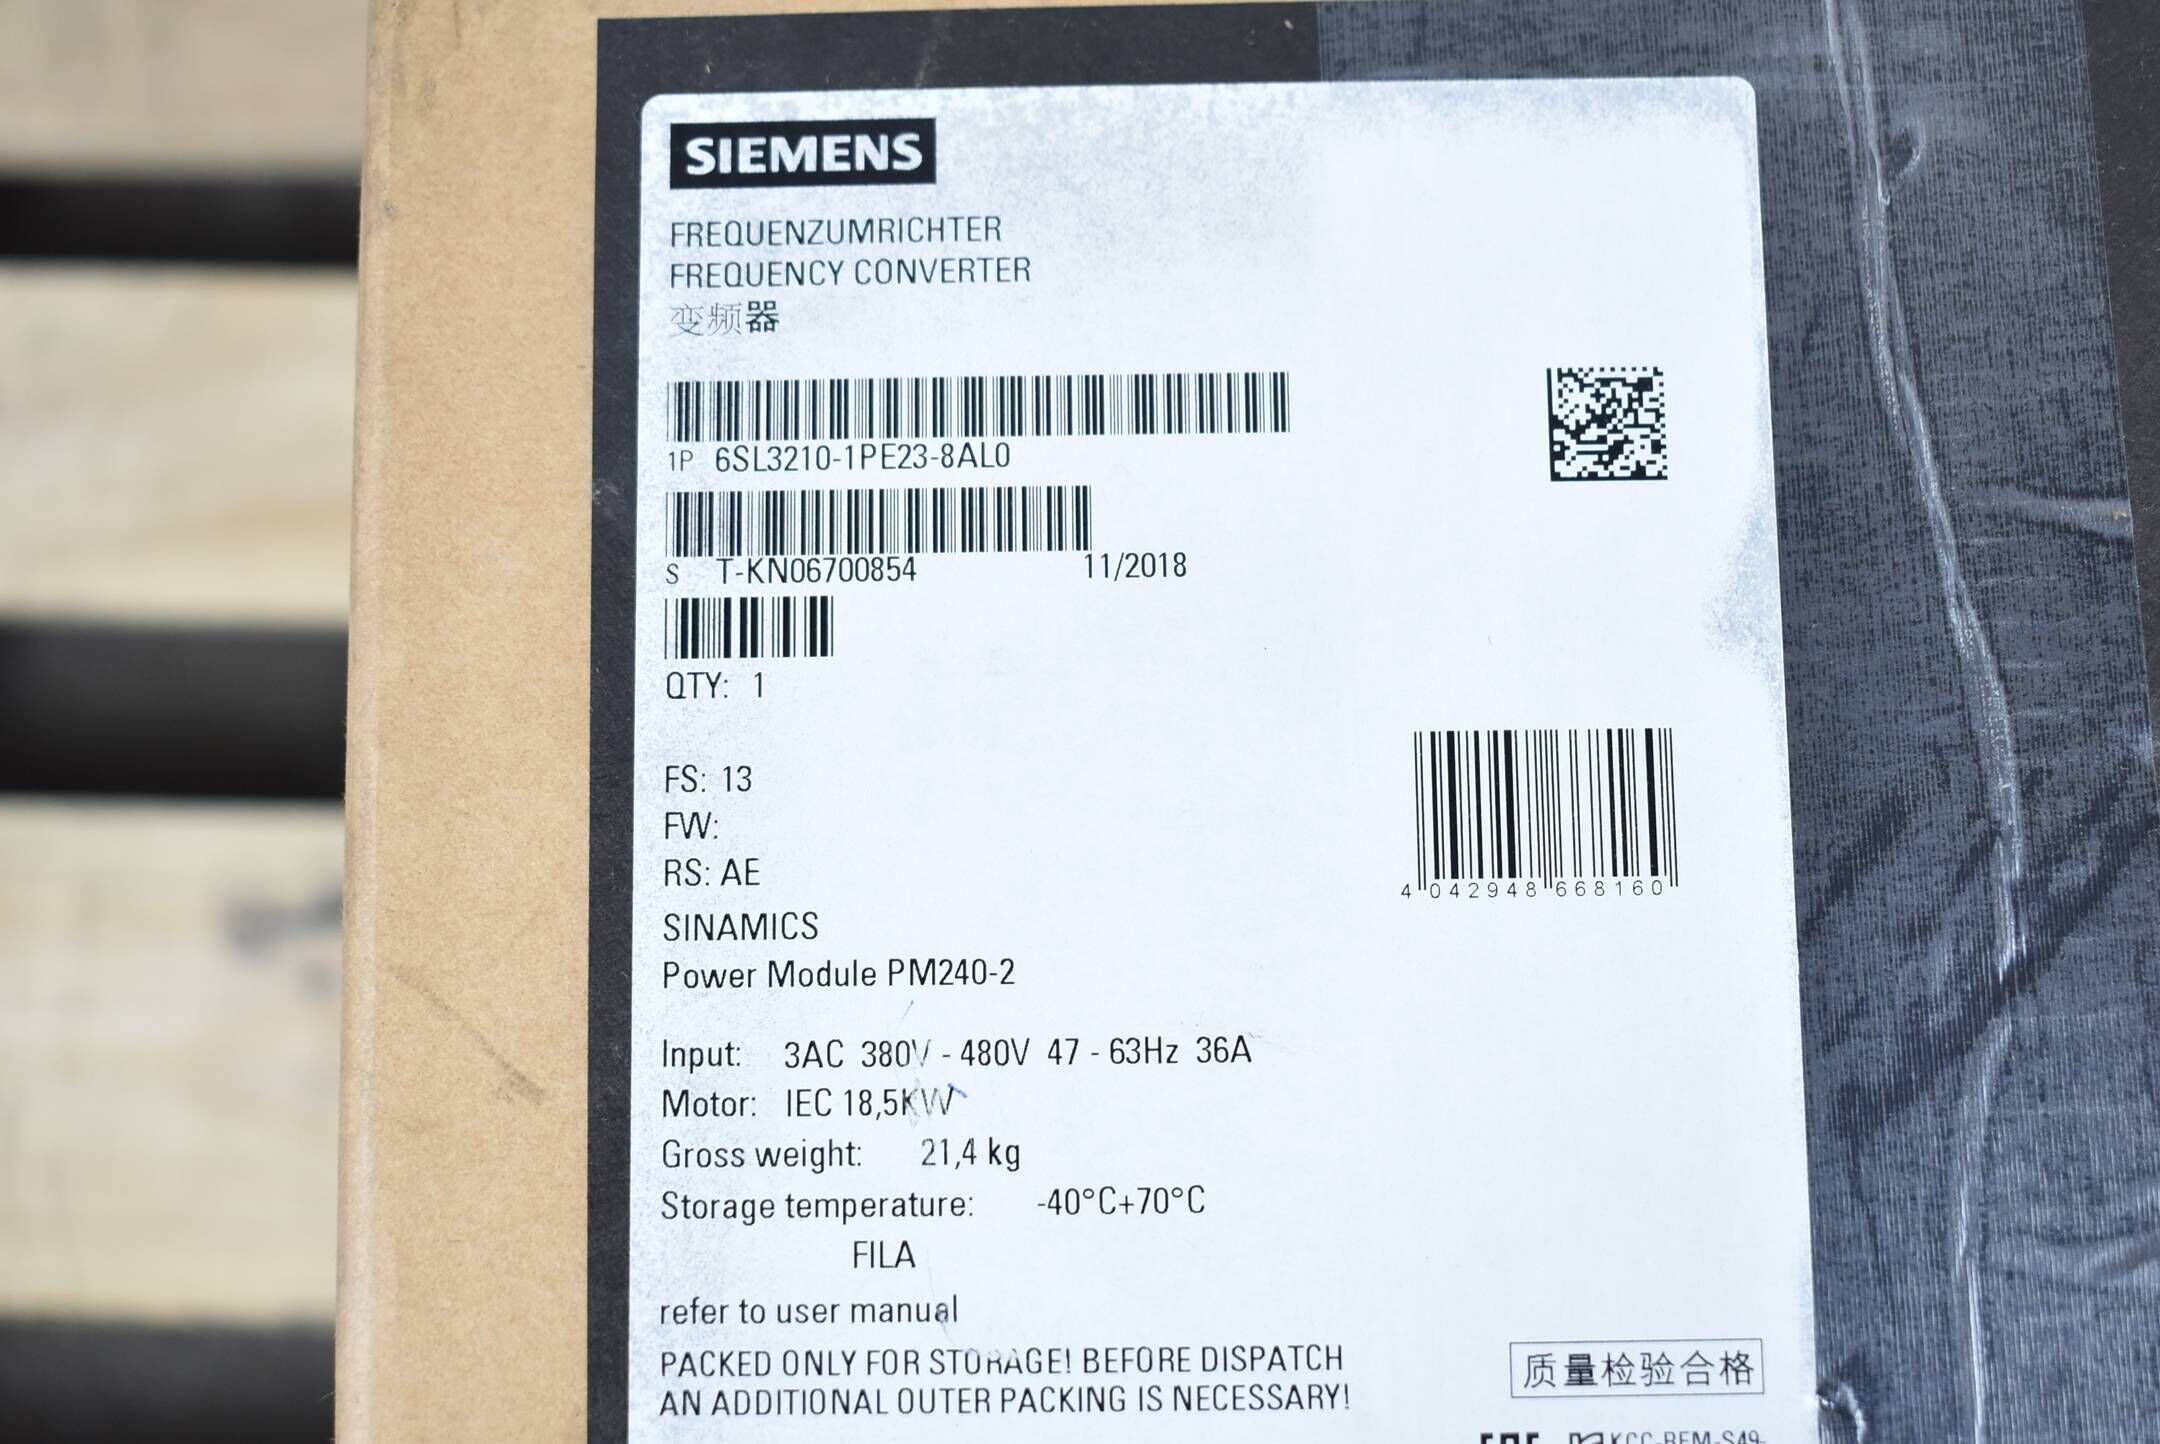 SIEMENS
FREQUENZUMRICHTER
FREQUENCY CONVERTER
变频器
1P 6SL3210-1PE23-8AL0
S T-KN06700854 11/2018
QTY: 1
FS: 13
FW:
RS: AE
4 042948 668160
SINAMICS
Power Module PM240-2
Input: 3AC 380V - 480V 47 - 63Hz 36A
Motor: IEC 18,5KW
Gross weight: 21,4 kg
Storage temperature: -40°C+70°C
FILA
refer to user manual
PACKED ONLY FOR STORAGE! BEFORE DISPATCH
AN ADDITIONAL OUTER PACKING IS NECESSARY!
质量检验合格
KCC-REM-S49-